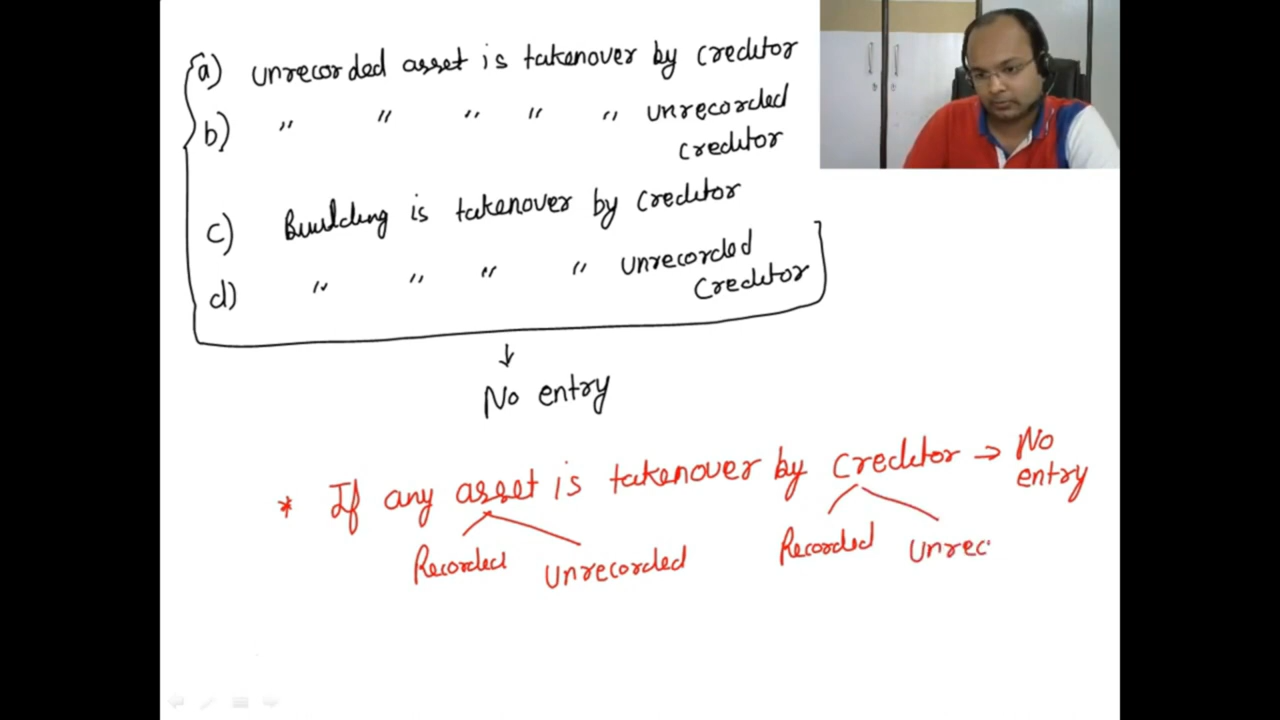 a) unrecorded asset is takenover by creditor
b) " " " " " unrecorded
creditor
c) Building is takenover by creditor
d) " " " " unrecorded
Creditor
↓
No entry
* If any asset is takenover by creditor → No
entry
Recorded unrecorded Recorded unrec